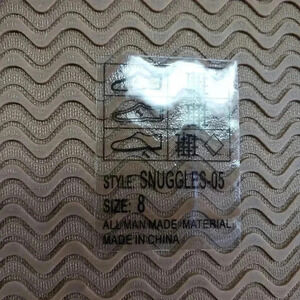 STYLE: SNUGGLES-05
SIZE: 8
ALL MAN MADE MATERIAL
MADE IN CHINA